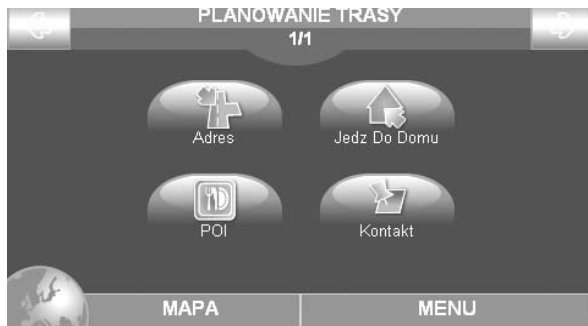 PLANOWANIE TRASY
1/1
Adres
Jedz Do Domu
POI
Kontakt
MAPA
MENU